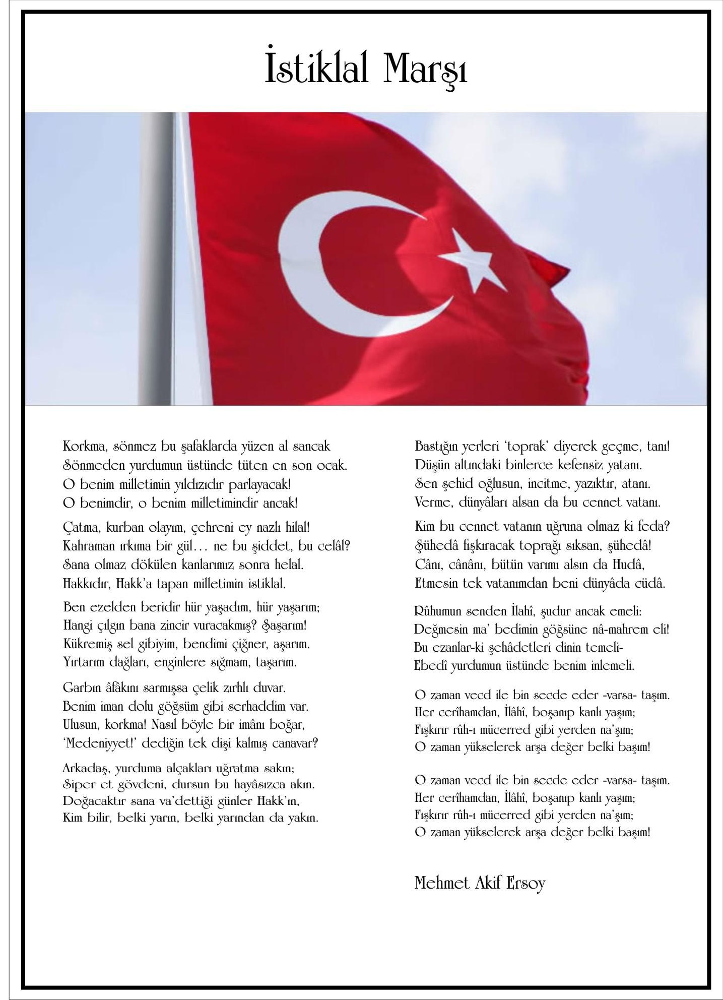 İstiklal Marşı
Korkma, sönmez bu şafaklarda yüzen al sancak
Sönmeden yurdumun üstünde tüten en son ocak.
O benim milletimin yıldızıdır parlayacak!
O benimdir, o benim milletimindir ancak!
Çatma, kurban olayım, çehreni ey nazlı hilal!
Kahraman ırkıma bir gül… ne bu şiddet, bu celâl?
Sana olmaz dökülen kanlarımız sonra helal.
Hakkıdır, Hakk’a tapan milletimin istiklal.
Ben ezelden beridir hür yaşadım, hür yaşarım;
Hangi çılgın bana zincir vuracakmış? Şaşarım!
Kükremiş sel gibiyim, bendimi çiğner, aşarım.
Yırtarım dağları, enginlere sığmam, taşarım.
Garbın âfâkını sarmışsa çelik zırhlı duvar.
Benim iman dolu göğsüm gibi serhaddim var.
Ulusun, korkma! Nasıl böyle bir imânı boğar,
‘Medeniyyet!’ dediğin tek dişi kalmış canavar?
Arkadaş, yurduma alçakları uğratma sakın;
Siper et gövdeni, dursun bu hayâsızca akın.
Doğacaktır sana va’dettiği günler Hakk’ın,
Kim bilir, belki yarın, belki yarından da yakın.
Bastığın yerleri ‘toprak’ diyerek geçme, tanı!
Düşün altındaki binlerce kefensiz yatanı.
Sen şehid oğlusun, incitme, yazıktır, atanı.
Verme, dünyâları alsan da bu cennet vatanı.
Kim bu cennet vatanın uğruna olmaz ki feda?
Şühedâ fışkıracak toprağı sıksan, şühedâ!
Cânı, cânânı, bütün varımı alsın da Hudâ,
Etmesin tek vatanımdan beni dünyâda cüdâ.
Rûhumun senden İlahî, şudur ancak emeli:
Değmesin ma’ bedimin göğsüne nâ-mahrem eli!
Bu ezanlar-ki şehâdetleri dinin temeli-
Ebedî yurdumun üstünde benim inlemeli.
O zaman vecd ile bin secde eder -varsa- taşım.
Her cerîhamdan, İlâhî, boşanıp kanlı yaşım;
Fışkırır rûh-ı mücerred gibi yerden na’şım;
O zaman yükselerek arşa değer belki başım!
O zaman vecd ile bin secde eder -varsa- taşım.
Her cerîhamdan, İlâhî, boşanıp kanlı yaşım;
Fışkırır rûh-ı mücerred gibi yerden na’şım;
O zaman yükselerek arşa değer belki başım!
Mehmet Akif Ersoy